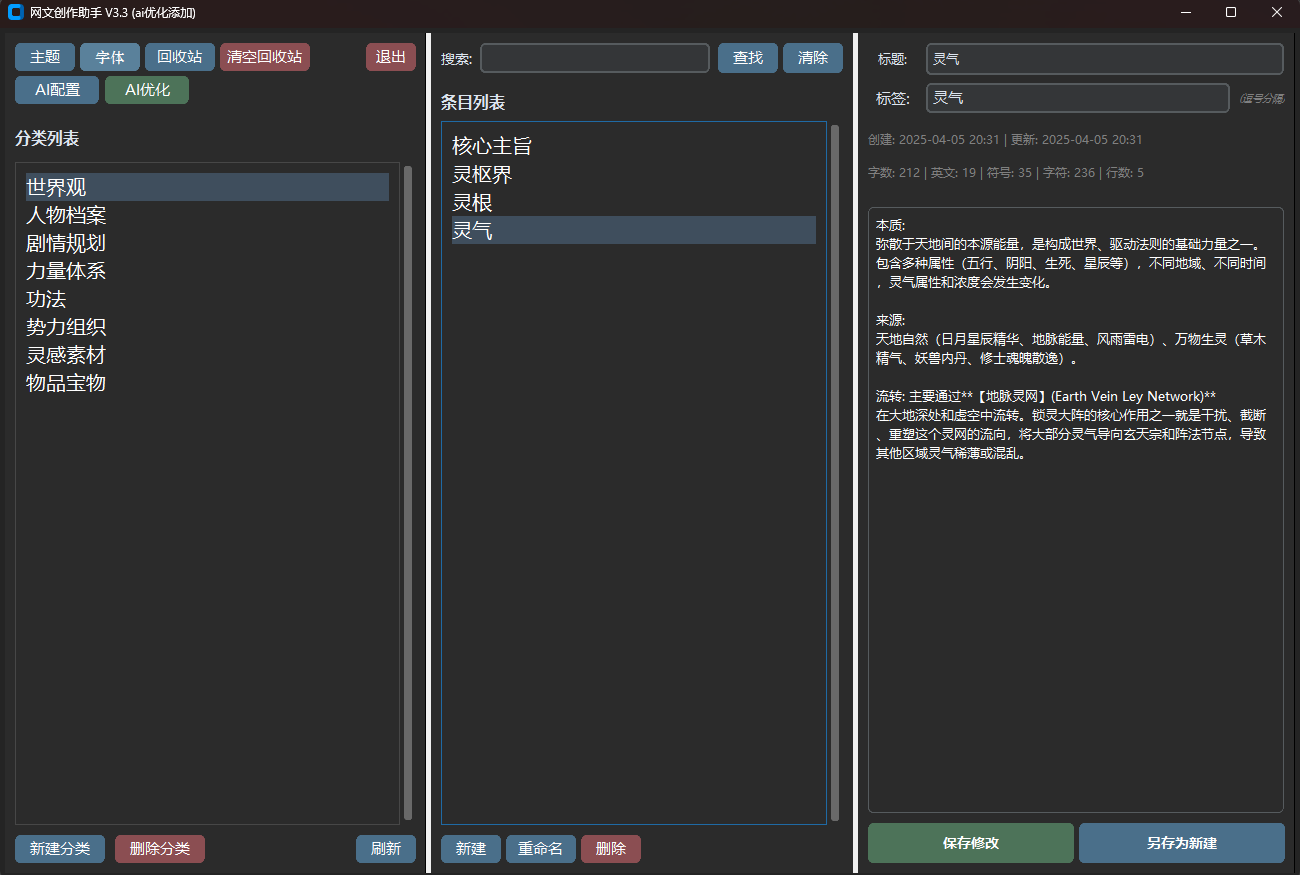 网文创作助手 V3.3 (ai优化添加)
主题 字体 回收站 清空回收站 退出
AI配置 AI优化
分类列表
世界观
人物档案
剧情规划
力量体系
功法
势力组织
灵感素材
物品宝物
新建分类 删除分类 刷新
搜索: 查找 清除
条目列表
核心主旨
灵枢界
灵根
灵气
新建 重命名 删除
标题: 灵气
标签: 灵气 (逗号分隔)
创建: 2025-04-05 20:31 | 更新: 2025-04-05 20:31
字数: 212 | 英文: 19 | 符号: 35 | 字符: 236 | 行数: 5
本质:
弥散于天地间的本源能量，是构成世界、驱动法则的基础力量之一。
包含多种属性（五行、阴阳、生死、星辰等），不同地域、不同时间
，灵气属性和浓度会发生变化。
来源:
天地自然（日月星辰精华、地脉能量、风雨雷电）、万物生灵（草木
精气、妖兽内丹、修士魂魄散逸）。
流转: 主要通过**【地脉灵网】(Earth Vein Ley Network)**
在大地深处和虚空中流转。锁灵大阵的核心作用之一就是干扰、截断
、重塑这个灵网的流向，将大部分灵气导向玄天宗和阵法节点，导致
其他区域灵气稀薄或混乱。
保存修改 另存为新建